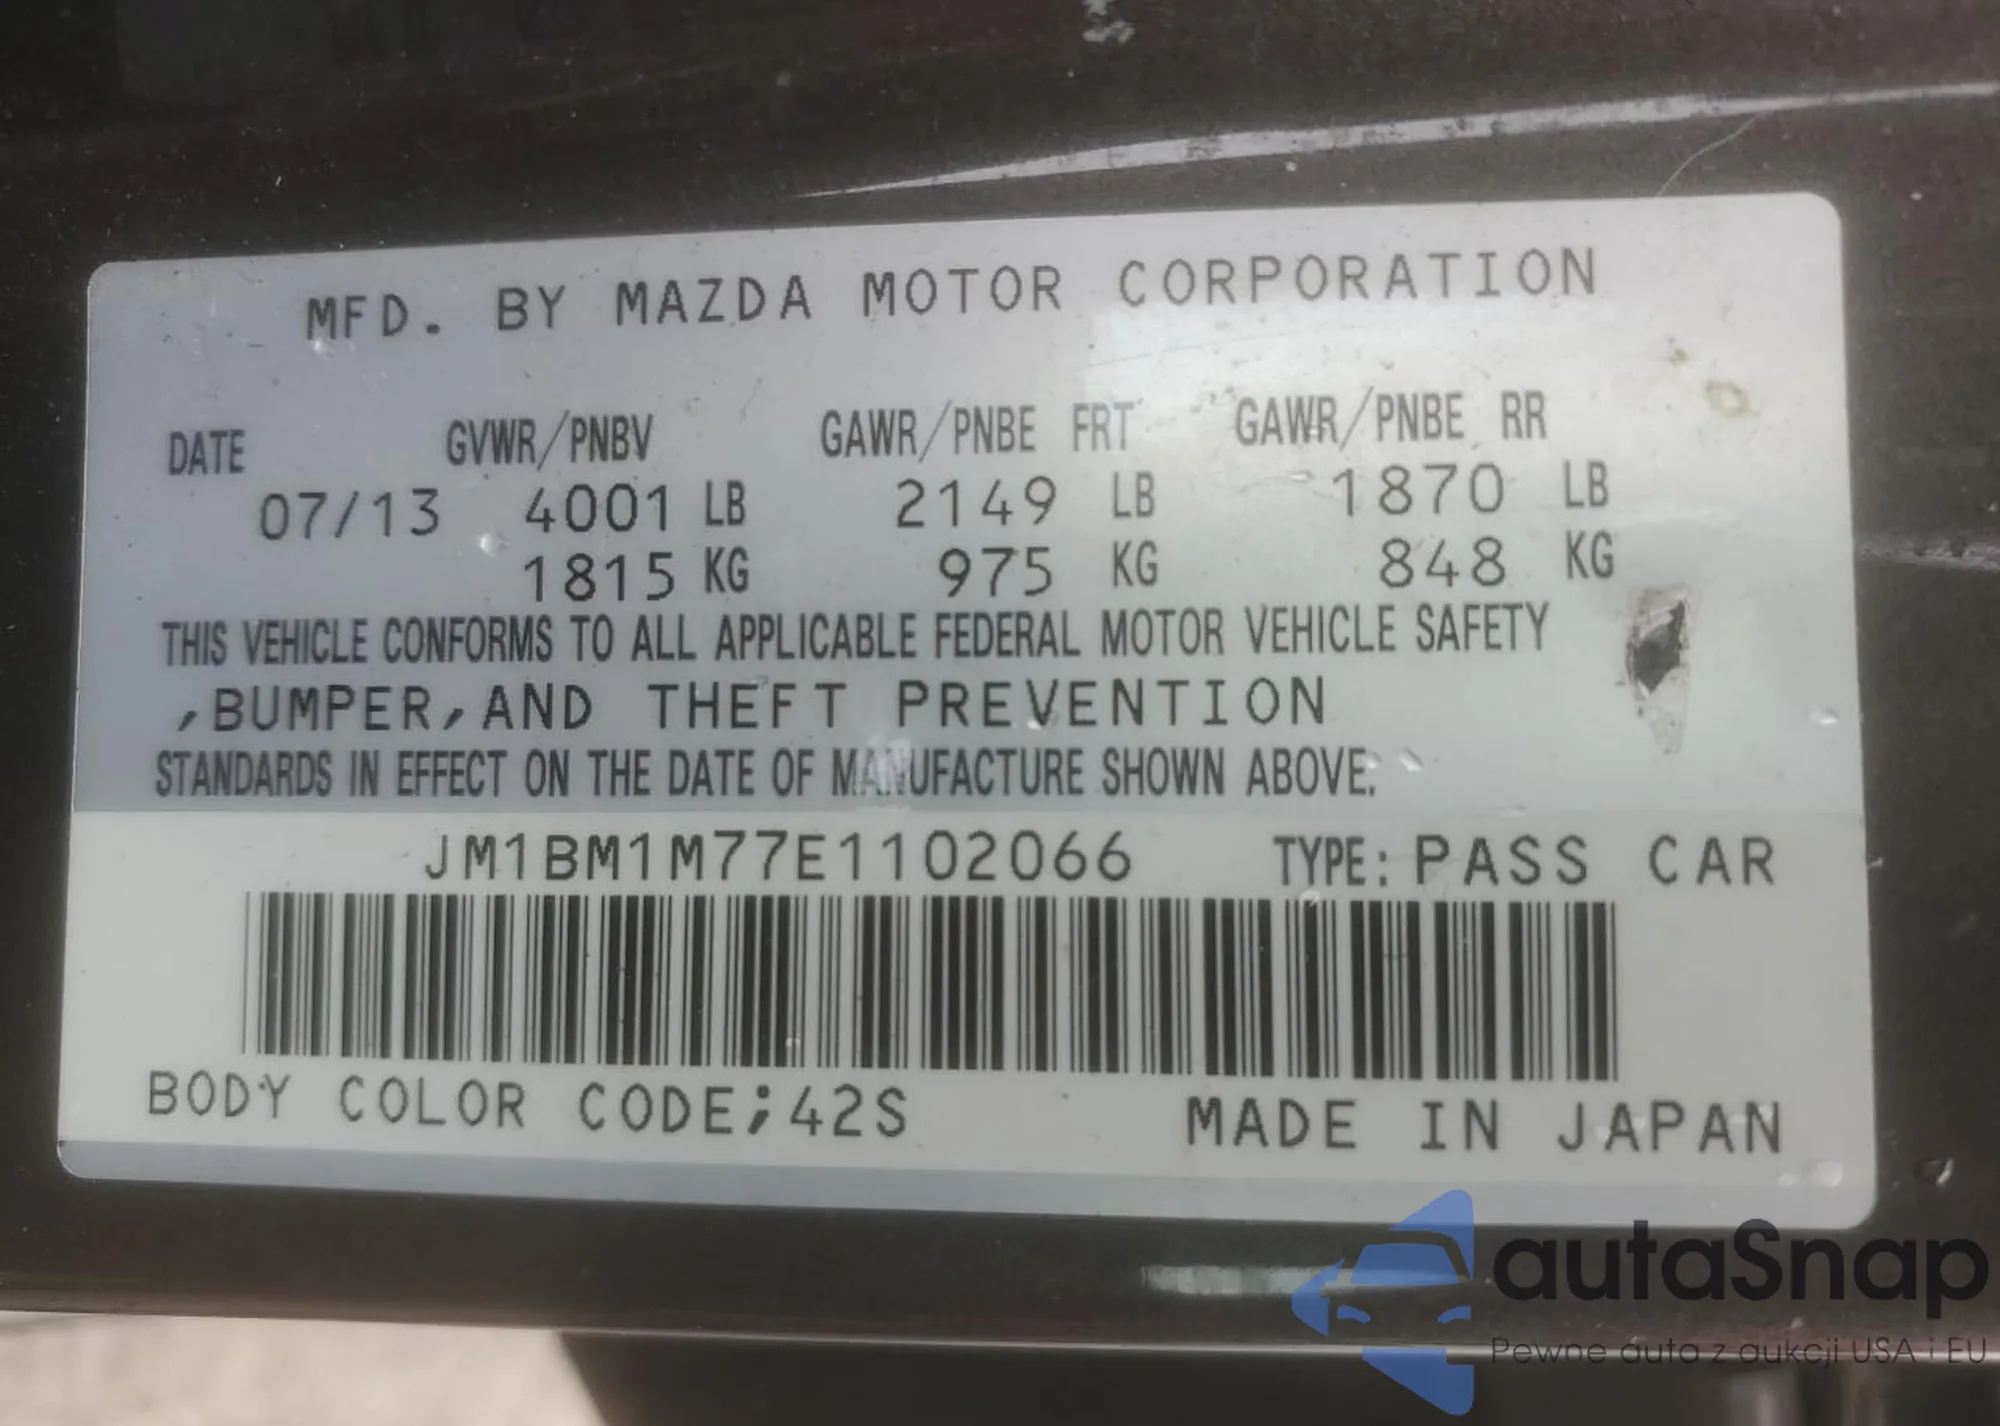 MFD. BY MAZDA MOTOR CORPORATION
DATE GVWR/PNBV GAWR/PNBE FRT GAWR/PNBE RR
07/13 4001 LB 2149 LB 1870 LB
1815 KG 975 KG 848 KG
THIS VEHICLE CONFORMS TO ALL APPLICABLE FEDERAL MOTOR VEHICLE SAFETY
,BUMPER,AND THEFT PREVENTION
STANDARDS IN EFFECT ON THE DATE OF MANUFACTURE SHOWN ABOVE.
JM1BM1M77E1102066 TYPE: PASS CAR
BODY COLOR CODE;42S MADE IN JAPAN
autaSnap
Pewne auta z aukcji USA i EU